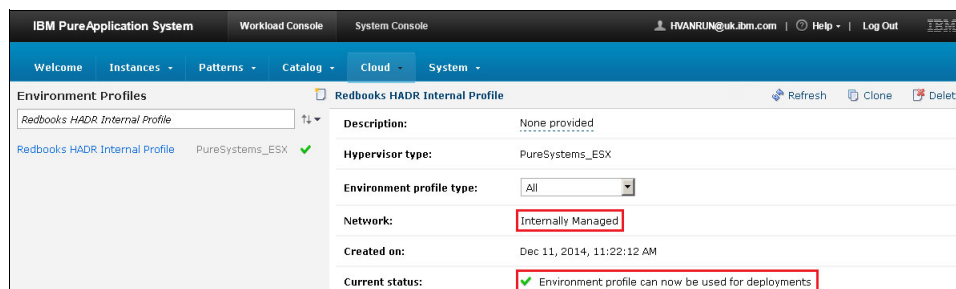 IBM PureApplication System Workload Console System Console HVANRUN@uk.ibm.com | Help | Log Out IBM
Welcome Instances Patterns Catalog Cloud System
Environment Profiles
Redbooks HADR Internal Profile
Redbooks HADR Internal Profile PureSystems_ESX
Redbooks HADR Internal Profile Refresh Clone Delet
Description: None provided
Hypervisor type: PureSystems_ESX
Environment profile type: All
Network: Internally Managed
Created on: Dec 11, 2014, 11:22:12 AM
Current status: Environment profile can now be used for deployments